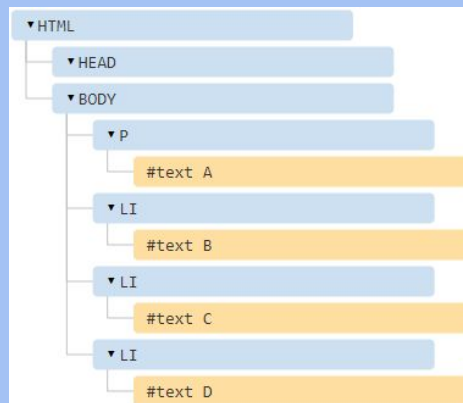 ▾HTML
▾HEAD
▾BODY
▾P
#text A
▾LI
#text B
▾LI
#text C
▾LI
#text D